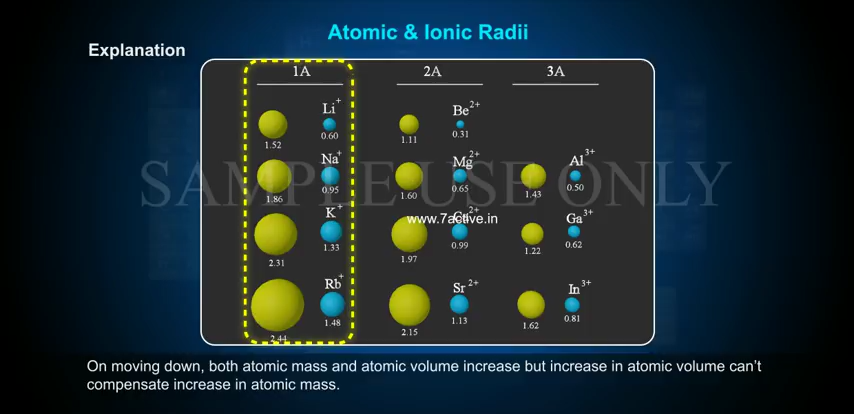 Atomic & Ionic Radii
Explanation
1A 2A 3A
Li+ Be2+
1.52 0.60 1.11 0.31
Na+ Mg2+ Al3+
1.86 0.95 1.60 0.65 1.43 0.50
SAMPLE USE ONLY
www.7active.in
K+ Ca2+ Ga3+
2.31 1.33 1.97 0.99 1.22 0.62
Rb+ Sr2+ In3+
2.44 1.48 2.15 1.13 1.62 0.81
On moving down, both atomic mass and atomic volume increase but increase in atomic volume can’t
compensate increase in atomic mass.